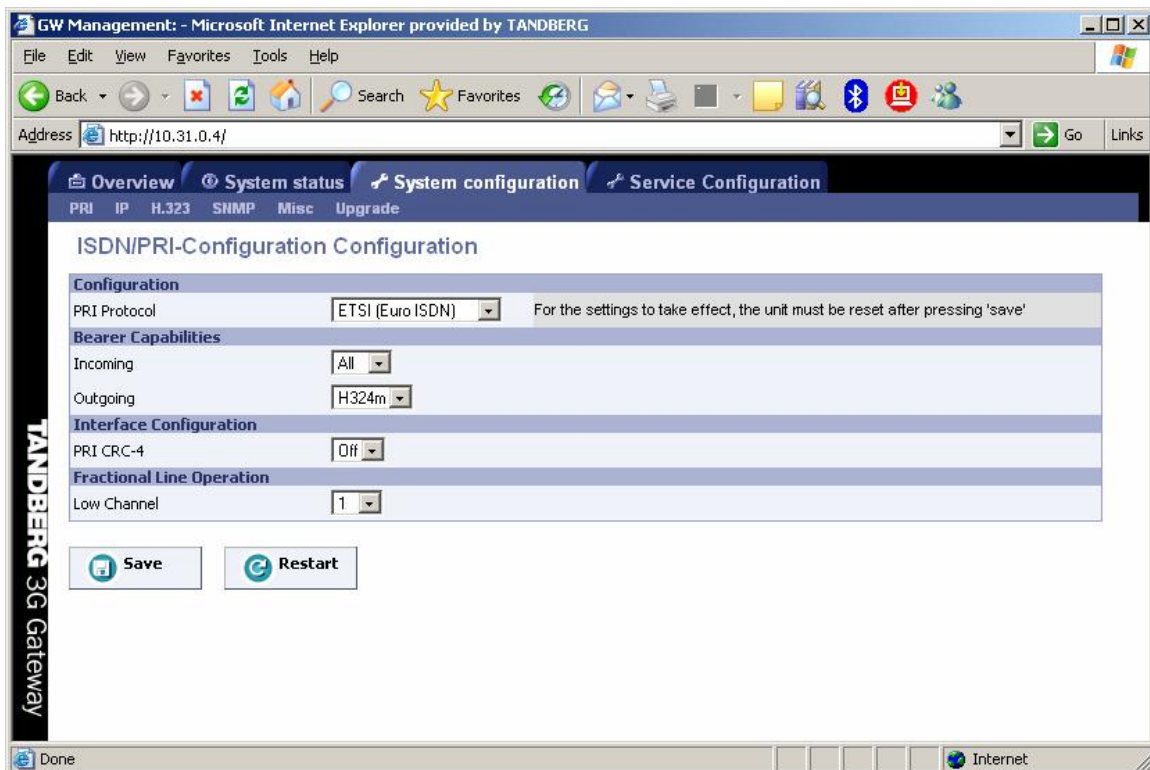 GW Management: - Microsoft Internet Explorer provided by TANDBERG
File Edit View Favorites Tools Help
Back Search Favorites
Address http://10.31.0.4/ Go Links
Overview System status System configuration Service Configuration
PRI IP H.323 SNMP Misc Upgrade
ISDN/PRI-Configuration Configuration
Configuration
PRI Protocol ETSI (Euro ISDN) For the settings to take effect, the unit must be reset after pressing 'save'
Bearer Capabilities
Incoming All
Outgoing H324m
Interface Configuration
PRI CRC-4 Off
Fractional Line Operation
Low Channel 1
Save Restart
TANDBERG 3G Gateway
Done Internet